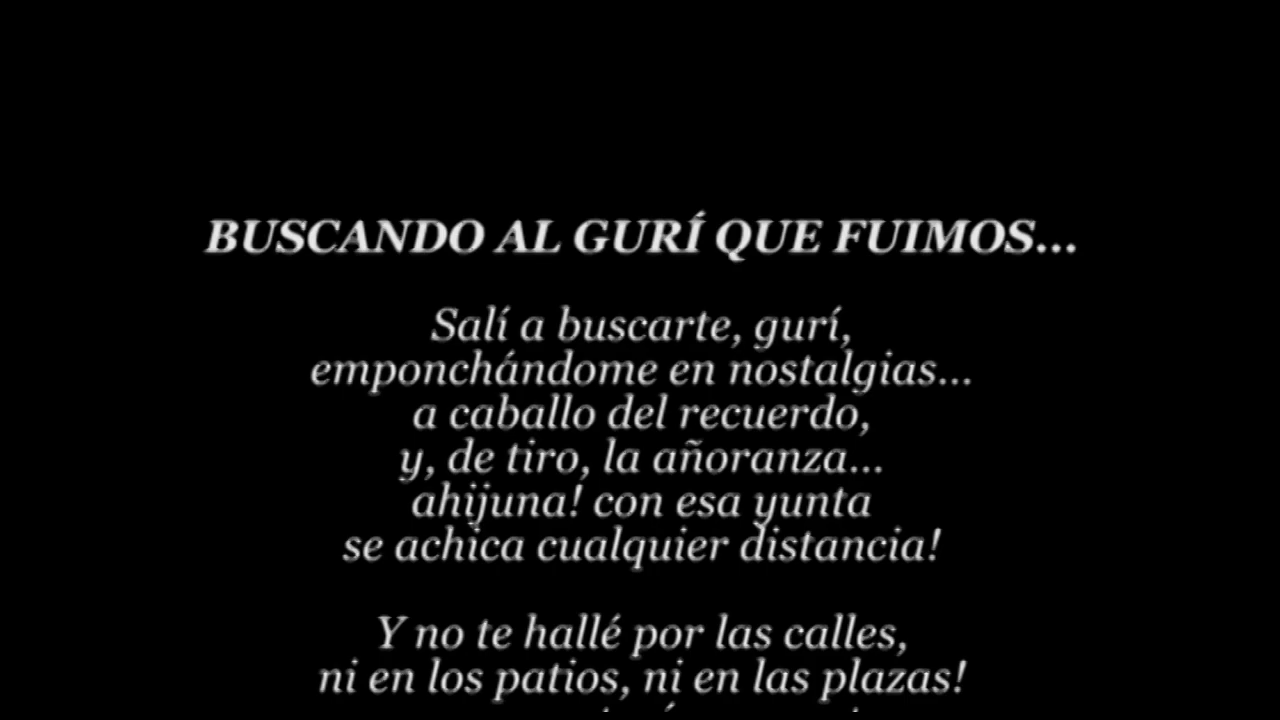 BUSCANDO AL GURÍ QUE FUIMOS...
Salí a buscarte, gurí,
emponchándome en nostalgias...
a caballo del recuerdo,
y, de tiro, la añoranza...
ahijuna! con esa yunta
se achica cualquier distancia!
Y no te hallé por las calles,
ni en los patios, ni en las plazas!